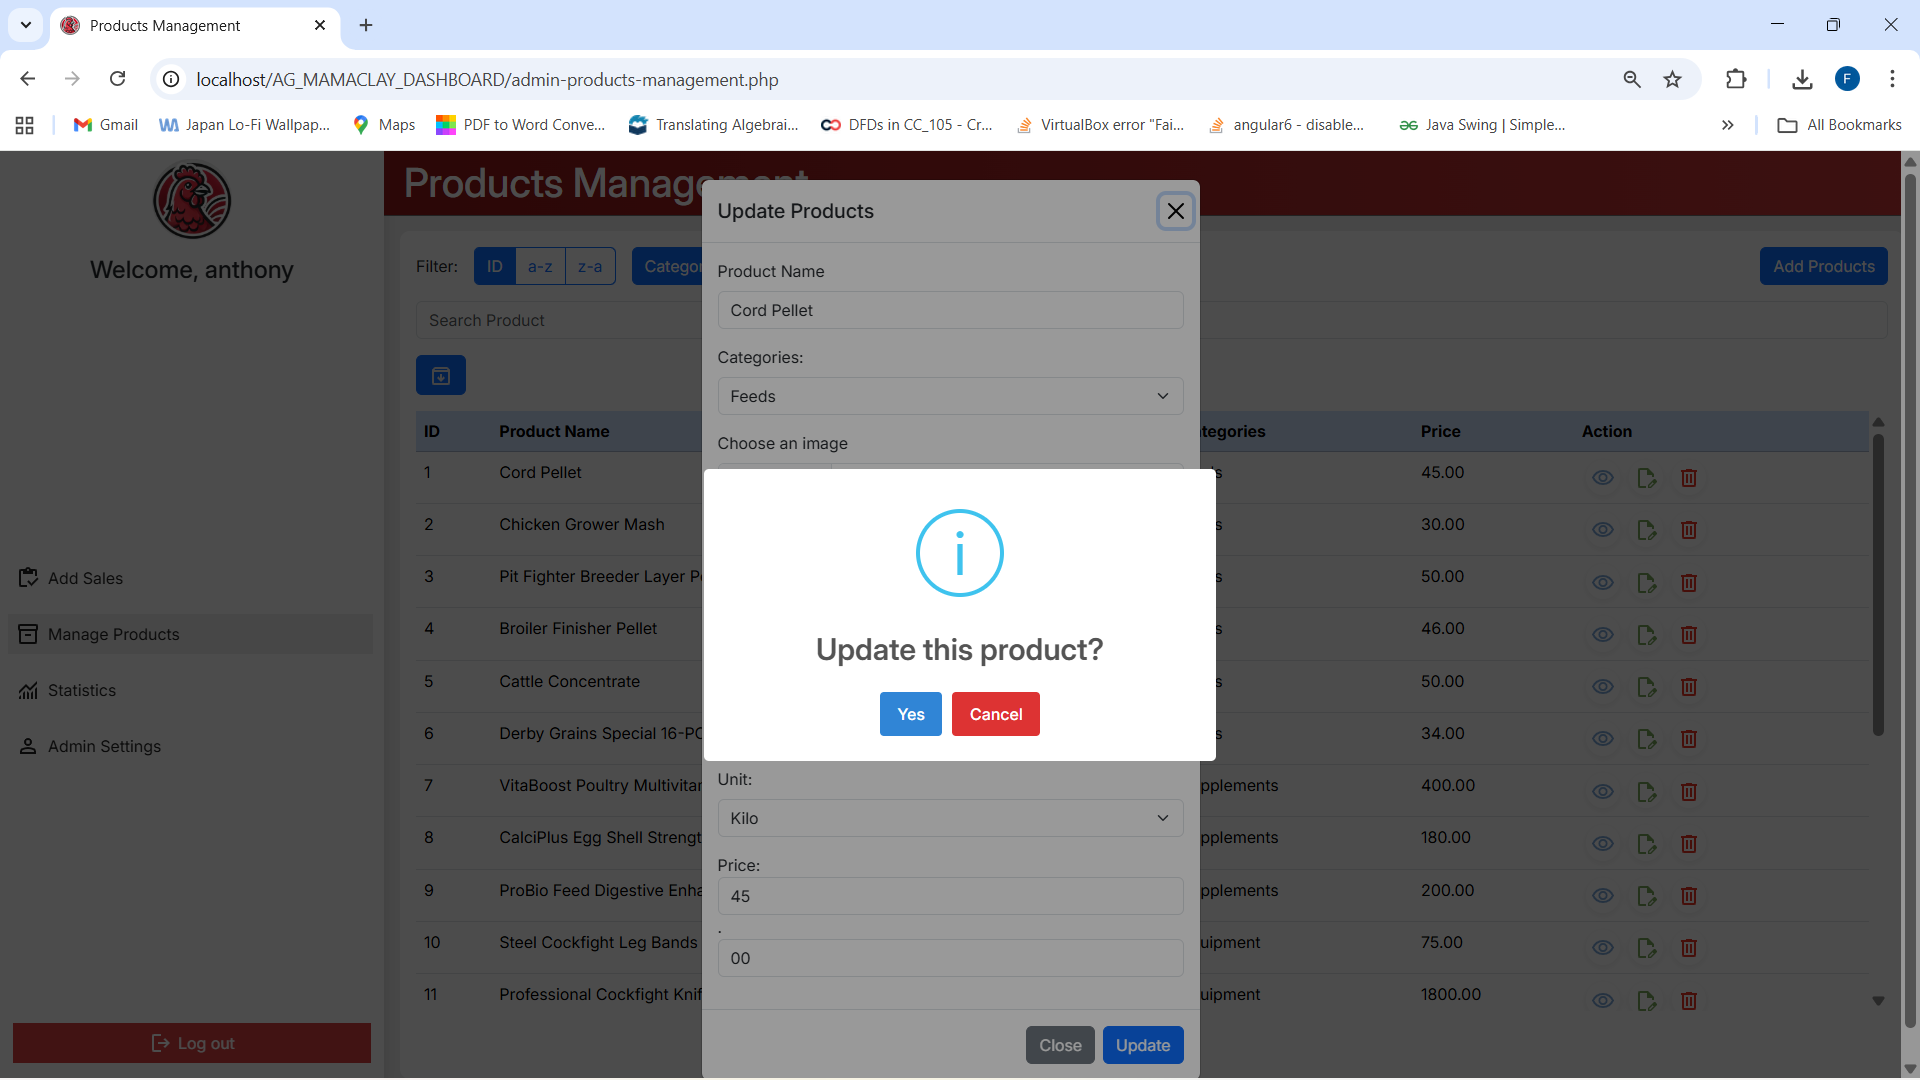 Products Management
localhost/AG_MAMACLAY_DASHBOARD/admin-products-management.php
F
Gmail
Japan Lo-Fi Wallpap...
Maps
PDF to Word Conve...
Translating Algebrai...
DFDs in CC_105 - Cr...
VirtualBox error "Fai...
angular6 - disable...
Java Swing | Simple...
All Bookmarks
Welcome, anthony
Add Sales
Manage Products
Statistics
Admin Settings
Log out
Products Management
Filter: ID a-z z-a Categor
Add Products
Search Product
ID Product Name tegories Price Action
1 Cord Pellet s 45.00
2 Chicken Grower Mash s 30.00
3 Pit Fighter Breeder Layer P s 50.00
4 Broiler Finisher Pellet s 46.00
5 Cattle Concentrate s 50.00
6 Derby Grains Special 16-PC s 34.00
7 VitaBoost Poultry Multivitar pplements 400.00
8 CalciPlus Egg Shell Strengt pplements 180.00
9 ProBio Feed Digestive Enha pplements 200.00
10 Steel Cockfight Leg Bands uipment 75.00
11 Professional Cockfight Knif uipment 1800.00
Update Products
Product Name
Cord Pellet
Categories:
Feeds
Choose an image
Update this product?
Yes Cancel
Unit:
Kilo
Price:
45
.
00
Close Update